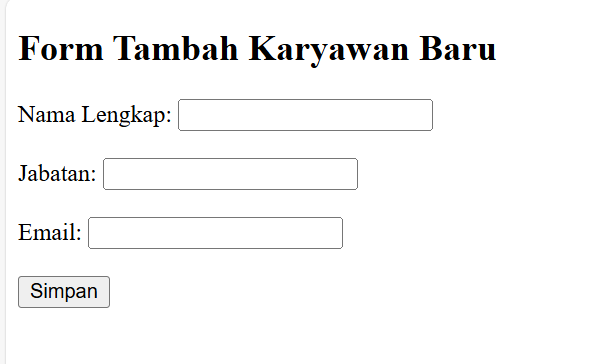 Form Tambah Karyawan Baru
Nama Lengkap:
Jabatan:
Email:
Simpan